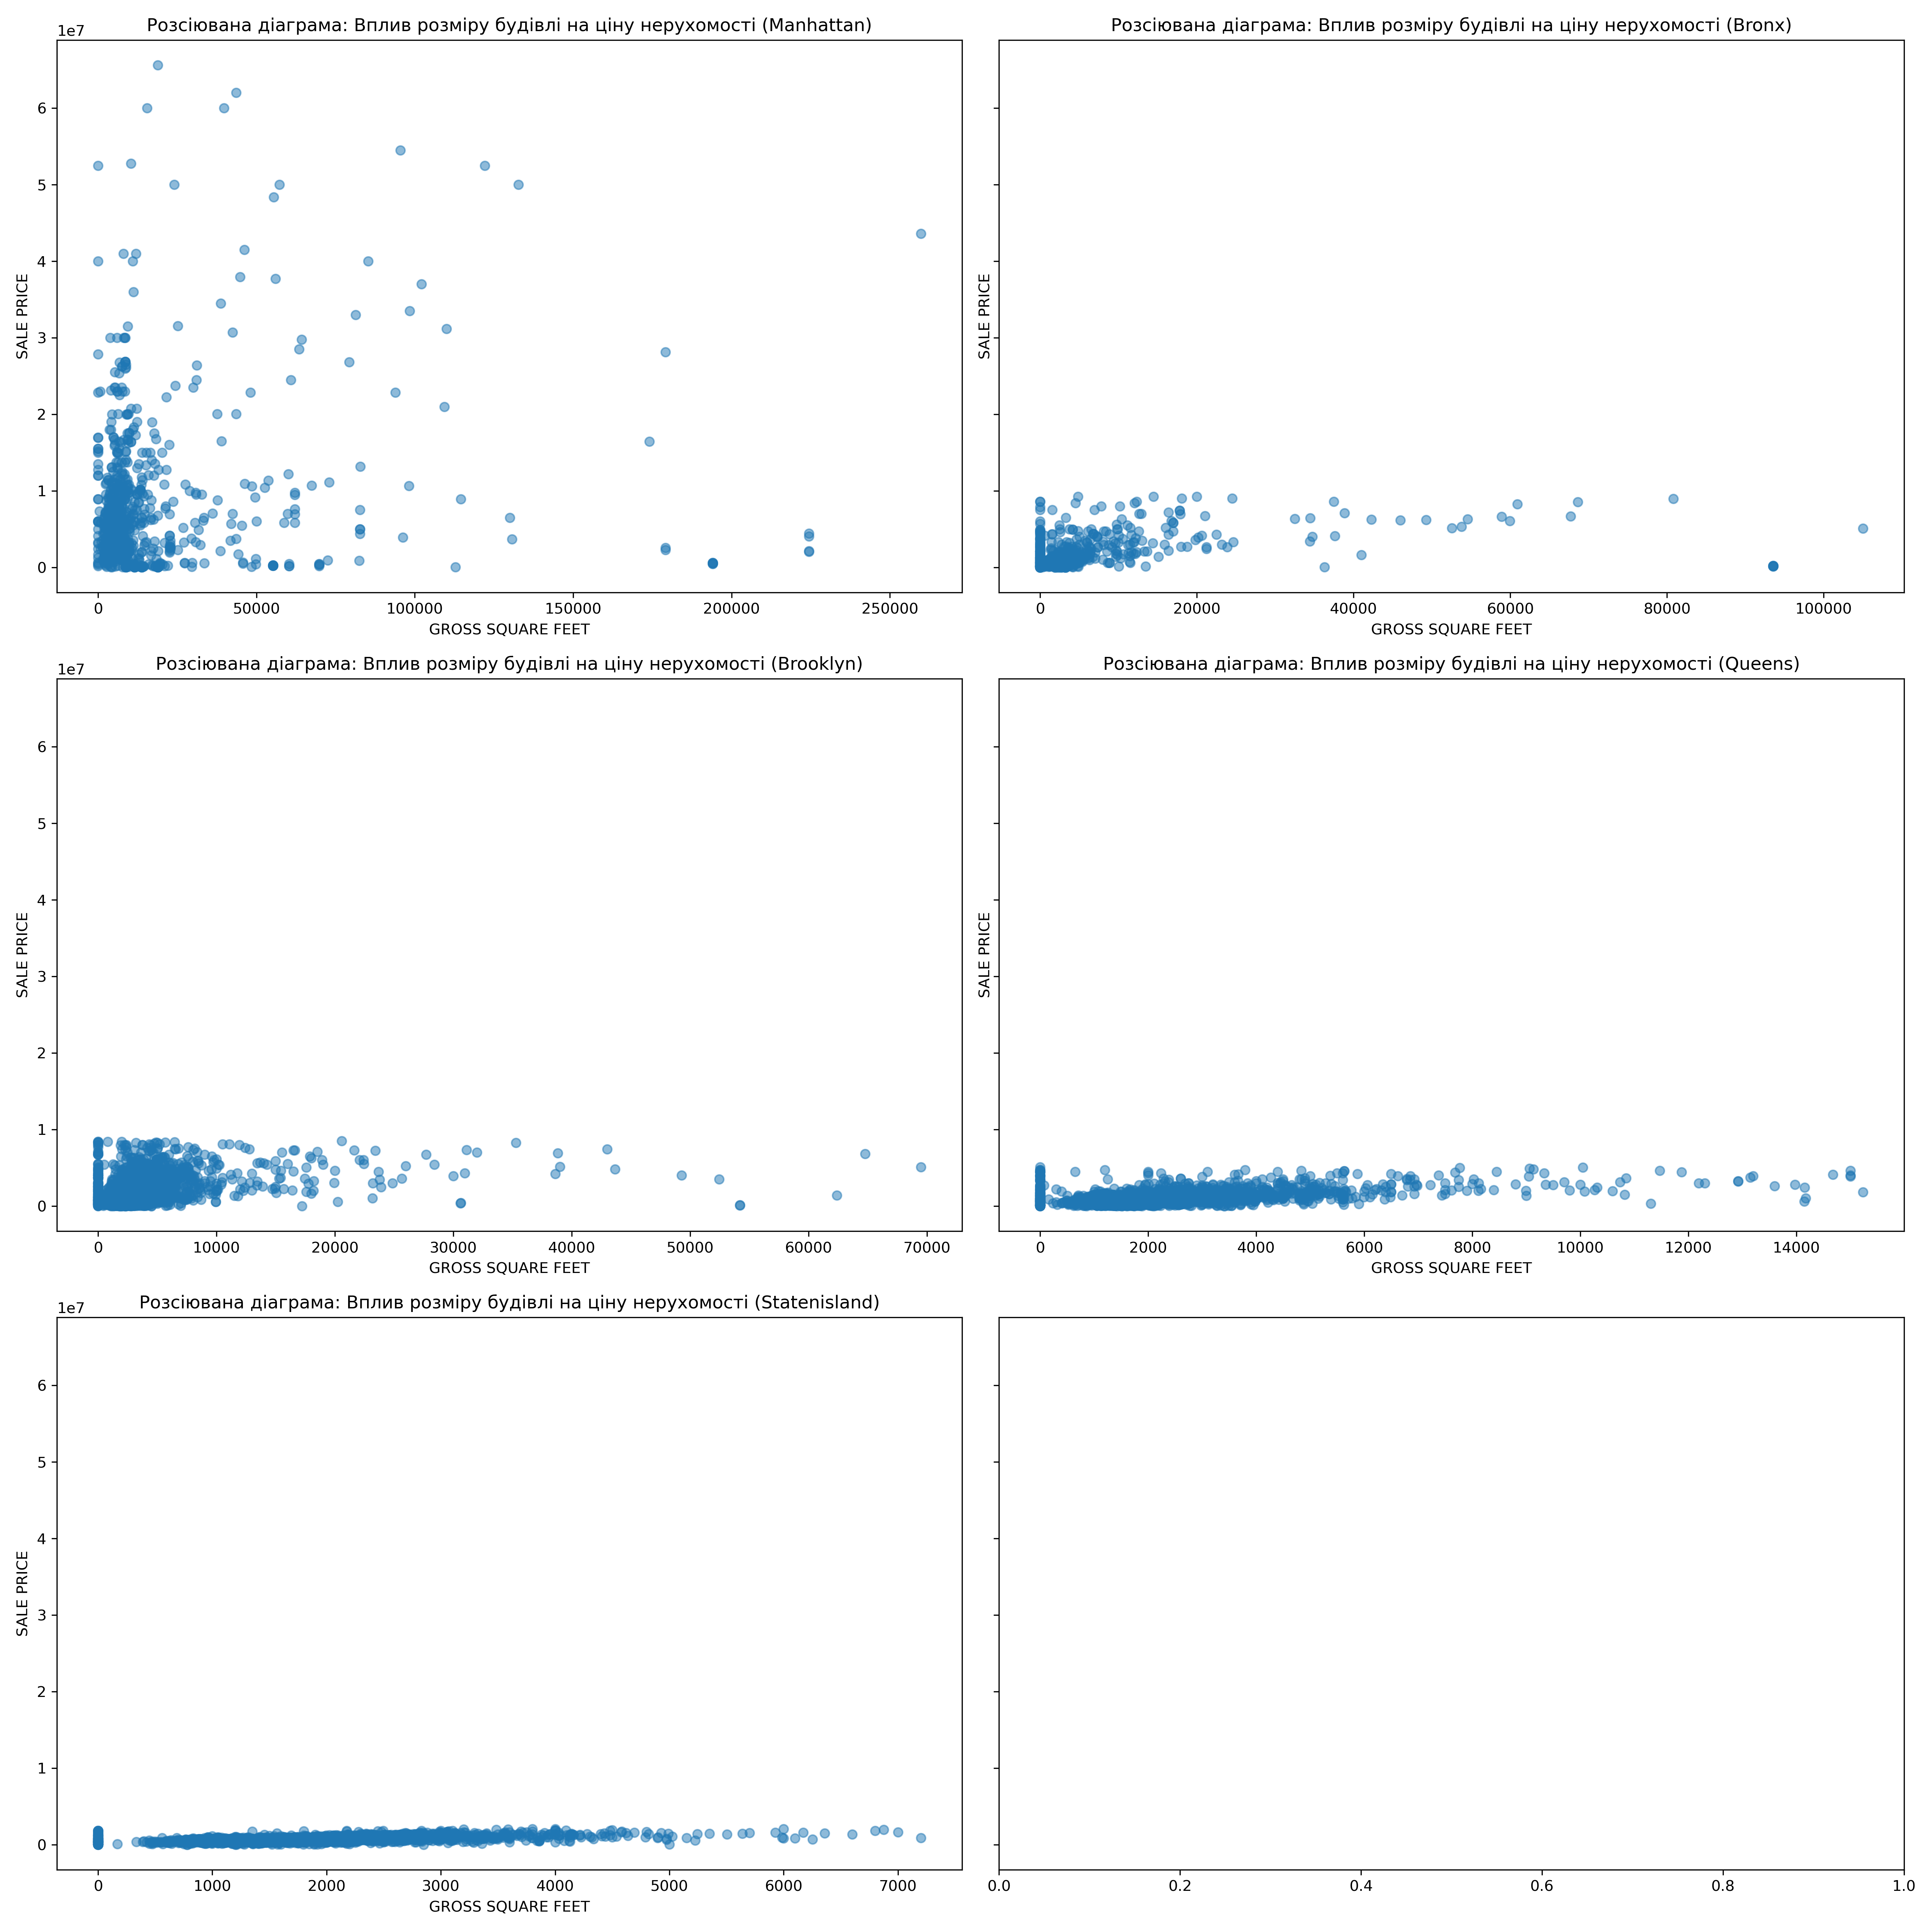 Розсіювана діаграма: Вплив розміру будівлі на ціну нерухомості (Manhattan)
1e7
6
5
4
3
2
1
0
SALE PRICE
0 50000 100000 150000 200000 250000
GROSS SQUARE FEET
Розсіювана діаграма: Вплив розміру будівлі на ціну нерухомості (Bronx)
SALE PRICE
0 20000 40000 60000 80000 100000
GROSS SQUARE FEET
Розсіювана діаграма: Вплив розміру будівлі на ціну нерухомості (Brooklyn)
1e7
6
5
4
3
2
1
0
SALE PRICE
0 10000 20000 30000 40000 50000 60000 70000
GROSS SQUARE FEET
Розсіювана діаграма: Вплив розміру будівлі на ціну нерухомості (Queens)
SALE PRICE
0 2000 4000 6000 8000 10000 12000 14000
GROSS SQUARE FEET
Розсіювана діаграма: Вплив розміру будівлі на ціну нерухомості (Statenisland)
1e7
6
5
4
3
2
1
0
SALE PRICE
0 1000 2000 3000 4000 5000 6000 7000
GROSS SQUARE FEET
0.0 0.2 0.4 0.6 0.8 1.0